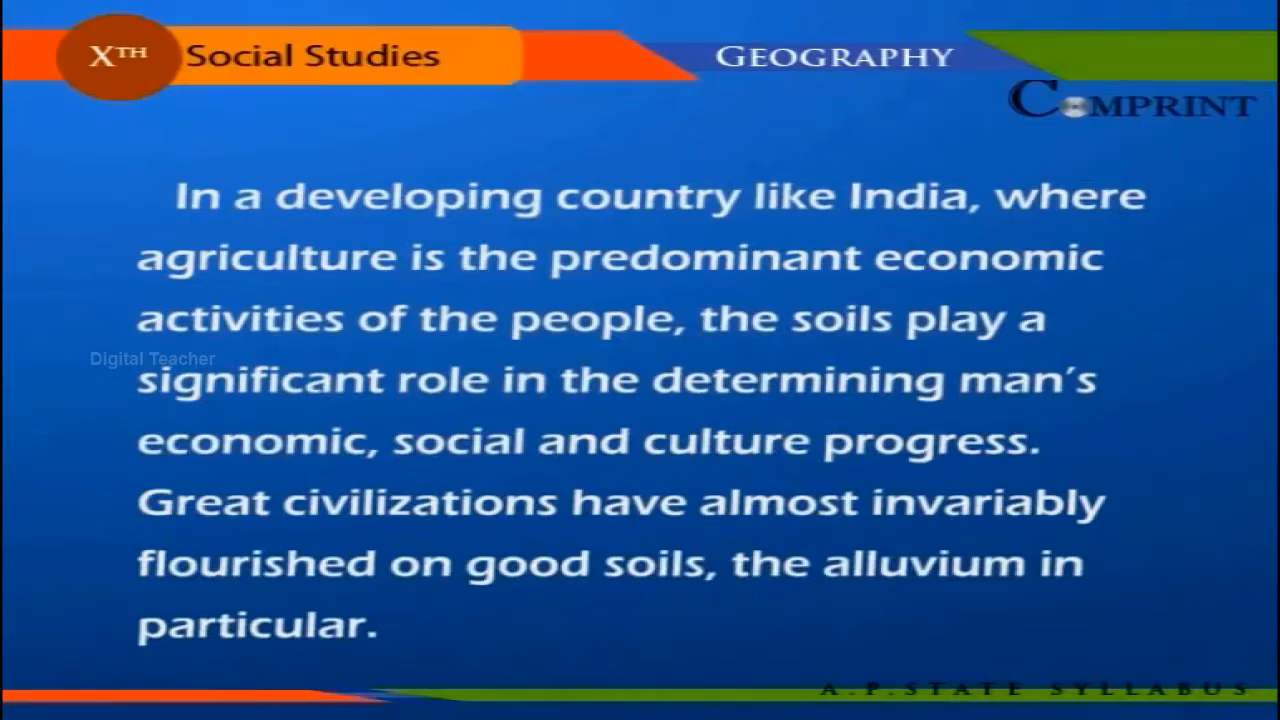 XTH Social Studies GEOGRAPHY
COMPRINT
In a developing country like India, where
agriculture is the predominant economic
activities of the people, the soils play a
Digital Teacher
significant role in the determining man's
economic, social and culture progress.
Great civilizations have almost invariably
flourished on good soils, the alluvium in
particular.
A.P.STATE SYLLABUS